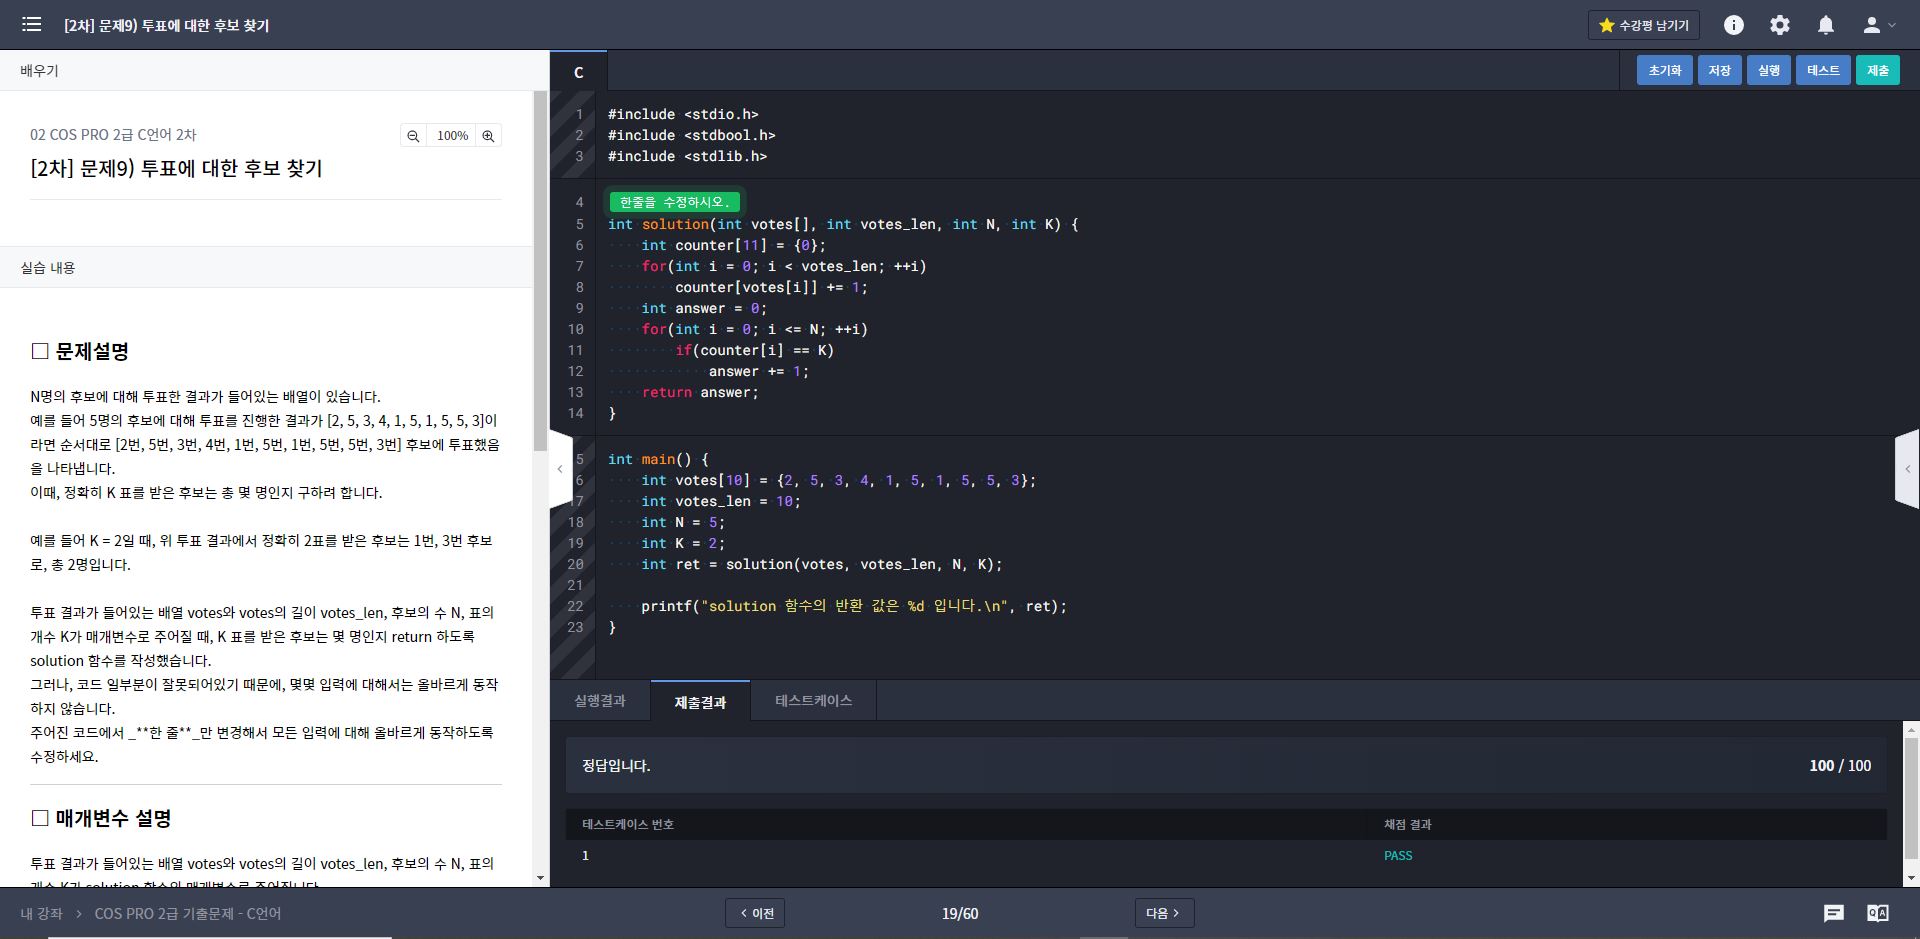 [2차] 문제9) 투표에 대한 후보 찾기
수강평 남기기
배우기
02 COS PRO 2급 C언어 2차
100%
[2차] 문제9) 투표에 대한 후보 찾기
실습 내용
□ 문제설명
N명의 후보에 대해 투표한 결과가 들어있는 배열이 있습니다.
예를 들어 5명의 후보에 대해 투표를 진행한 결과가 [2, 5, 3, 4, 1, 5, 1, 5, 5, 3]이
라면 순서대로 [2번, 5번, 3번, 4번, 1번, 5번, 1번, 5번, 5번, 3번] 후보에 투표했음
을 나타냅니다.
이때, 정확히 K 표를 받은 후보는 총 몇 명인지 구하려 합니다.
예를 들어 K = 2일 때, 위 투표 결과에서 정확히 2표를 받은 후보는 1번, 3번 후보
로, 총 2명입니다.
투표 결과가 들어있는 배열 votes와 votes의 길이 votes_len, 후보의 수 N, 표의
개수 K가 매개변수로 주어질 때, K 표를 받은 후보는 몇 명인지 return 하도록
solution 함수를 작성했습니다.
그러나, 코드 일부분이 잘못되어있기 때문에, 몇몇 입력에 대해서는 올바르게 동작
하지 않습니다.
주어진 코드에서 _**한 줄**_만 변경해서 모든 입력에 대해 올바르게 동작하도록
수정하세요.
□ 매개변수 설명
투표 결과가 들어있는 배열 votes와 votes의 길이 votes_len, 후보의 수 N, 표의
개수 K가 solution 함수의 매개변수로 주어집니다.
C
초기화
저장
실행
테스트
제출
1 #include <stdio.h>
2 #include <stdbool.h>
3 #include <stdlib.h>
4 한줄을 수정하시오.
5 int solution(int votes[], int votes_len, int N, int K) {
6 int counter[11] = {0};
7 for(int i = 0; i < votes_len; ++i)
8 counter[votes[i]] += 1;
9 int answer = 0;
10 for(int i = 0; i <= N; ++i)
11 if(counter[i] == K)
12 answer += 1;
13 return answer;
14 }
5 int main() {
6 int votes[10] = {2, 5, 3, 4, 1, 5, 1, 5, 5, 3};
17 int votes_len = 10;
18 int N = 5;
19 int K = 2;
20 int ret = solution(votes, votes_len, N, K);
21
22 printf("solution 함수의 반환 값은 %d 입니다.\n", ret);
23 }
실행결과
제출결과
테스트케이스
정답입니다.
100 / 100
테스트케이스 번호
채점 결과
1
PASS
내 강좌 > COS PRO 2급 기출문제 - C언어
< 이전
19/60
다음 >
Q A